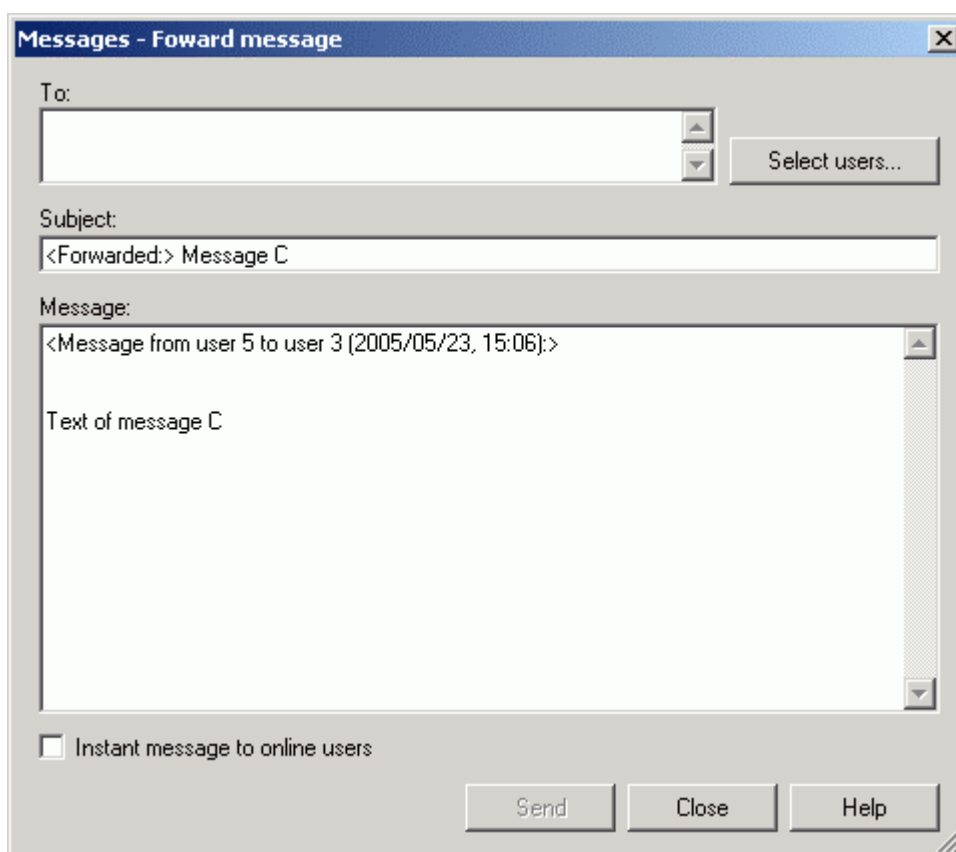 Messages - Foward message
To:
Select users...
Subject:
<Forwarded:> Message C
Message:
<Message from user 5 to user 3 (2005/05/23, 15:06):>
Text of message C
Instant message to online users
Send Close Help